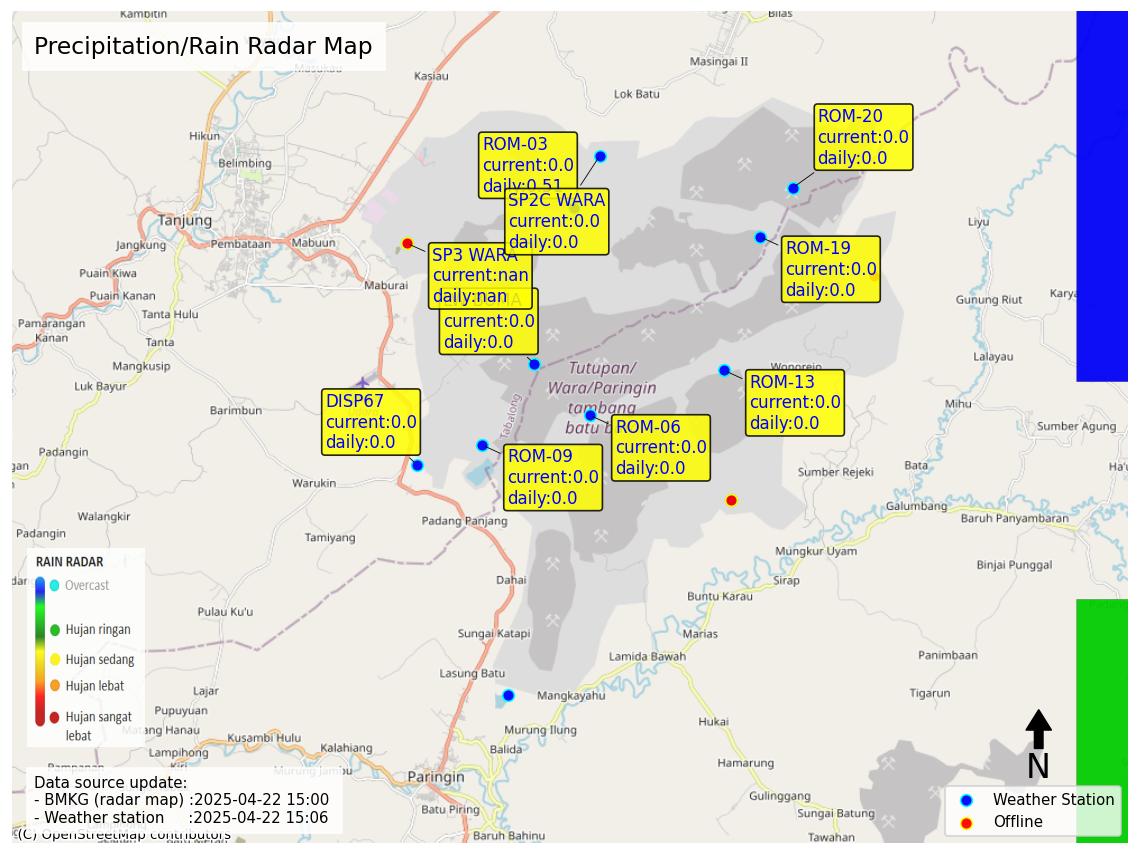 Precipitation/Rain Radar Map
Kambitin
Kasiau
Bilas
Masingai II
Lok Batu
Hikun
Belimbing
Tanjung
Jangkung
Pembataan
Mabuun
Maburai
Puain Kiwa
Puain Kanan
Tanta Hulu
Pamarangan
Kanan
Tanta
Mangkusip
Luk Bayur
Barimbun
Padangin
Warukin
Walangkir
Padangin
Tamiyang
Padang Panjang
Dahai
Pulau Ku'u
Sungai Katapi
Lasung Batu
Lajar
Pupuyuan
Matang Hanau
Lampihong
Kusambi Hulu
Kalahiang
Murung Jambu
Paringin
Batu Piring
Baruh Bahinu
Balida
Murung Ilung
Mangkayahu
Lamida Bawah
Marias
Buntu Karau
Sirap
Mungkur Uyam
Hukai
Hamarung
Gulinggang
Sungai Batung
Tawahan
Tigarun
Panimbaan
Binjai Punggal
Baruh Panyambaran
Galumbang
Bata
Sumber Rejeki
Sumber Agung
Mihu
Lalayau
Gunung Riut
Liyu
Wonorejo
Tabalong
Tutupan/
Wara/Paringin
tambang
batu
ROM-03
current:0.0
daily:0.51
SP2C WARA
current:0.0
daily:0.0
ROM-20
current:0.0
daily:0.0
ROM-19
current:0.0
daily:0.0
SP3 WARA
current:nan
daily:nan
current:0.0
daily:0.0
ROM-13
current:0.0
daily:0.0
DISP67
current:0.0
daily:0.0
ROM-06
current:0.0
daily:0.0
ROM-09
current:0.0
daily:0.0
RAIN RADAR
Overcast
Hujan ringan
Hujan sedang
Hujan lebat
Hujan sangat
lebat
Data source update:
- BMKG (radar map) :2025-04-22 15:00
- Weather station :2025-04-22 15:06
(C) OpenStreetMap contributors
N
Weather Station
Offline